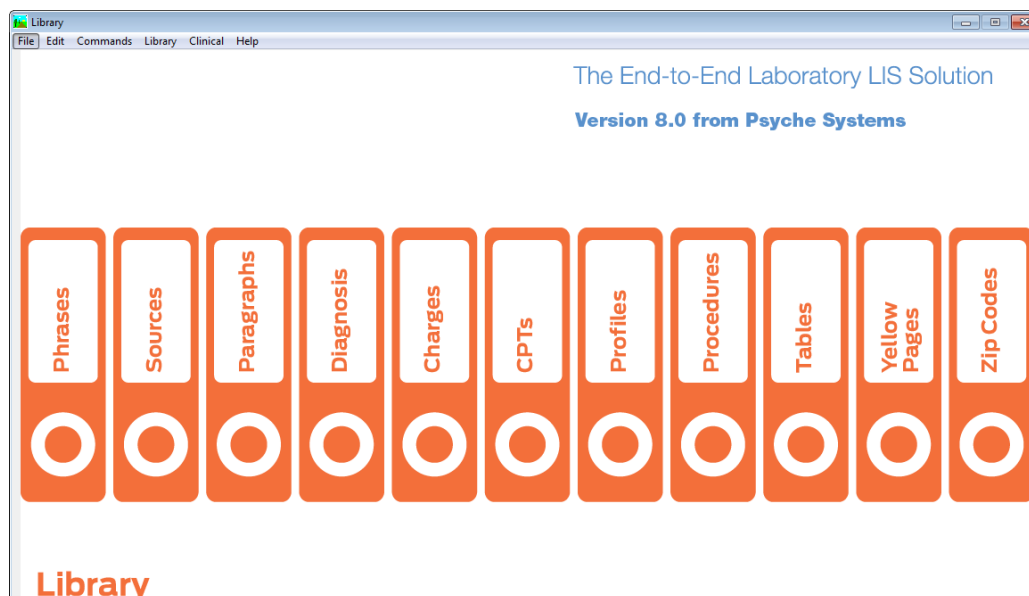 Library
File Edit Commands Library Clinical Help
The End-to-End Laboratory LIS Solution
Version 8.0 from Psyche Systems
Phrases
Sources
Paragraphs
Diagnosis
Charges
CPTs
Profiles
Procedures
Tables
Yellow
Pages
Zip Codes
Library